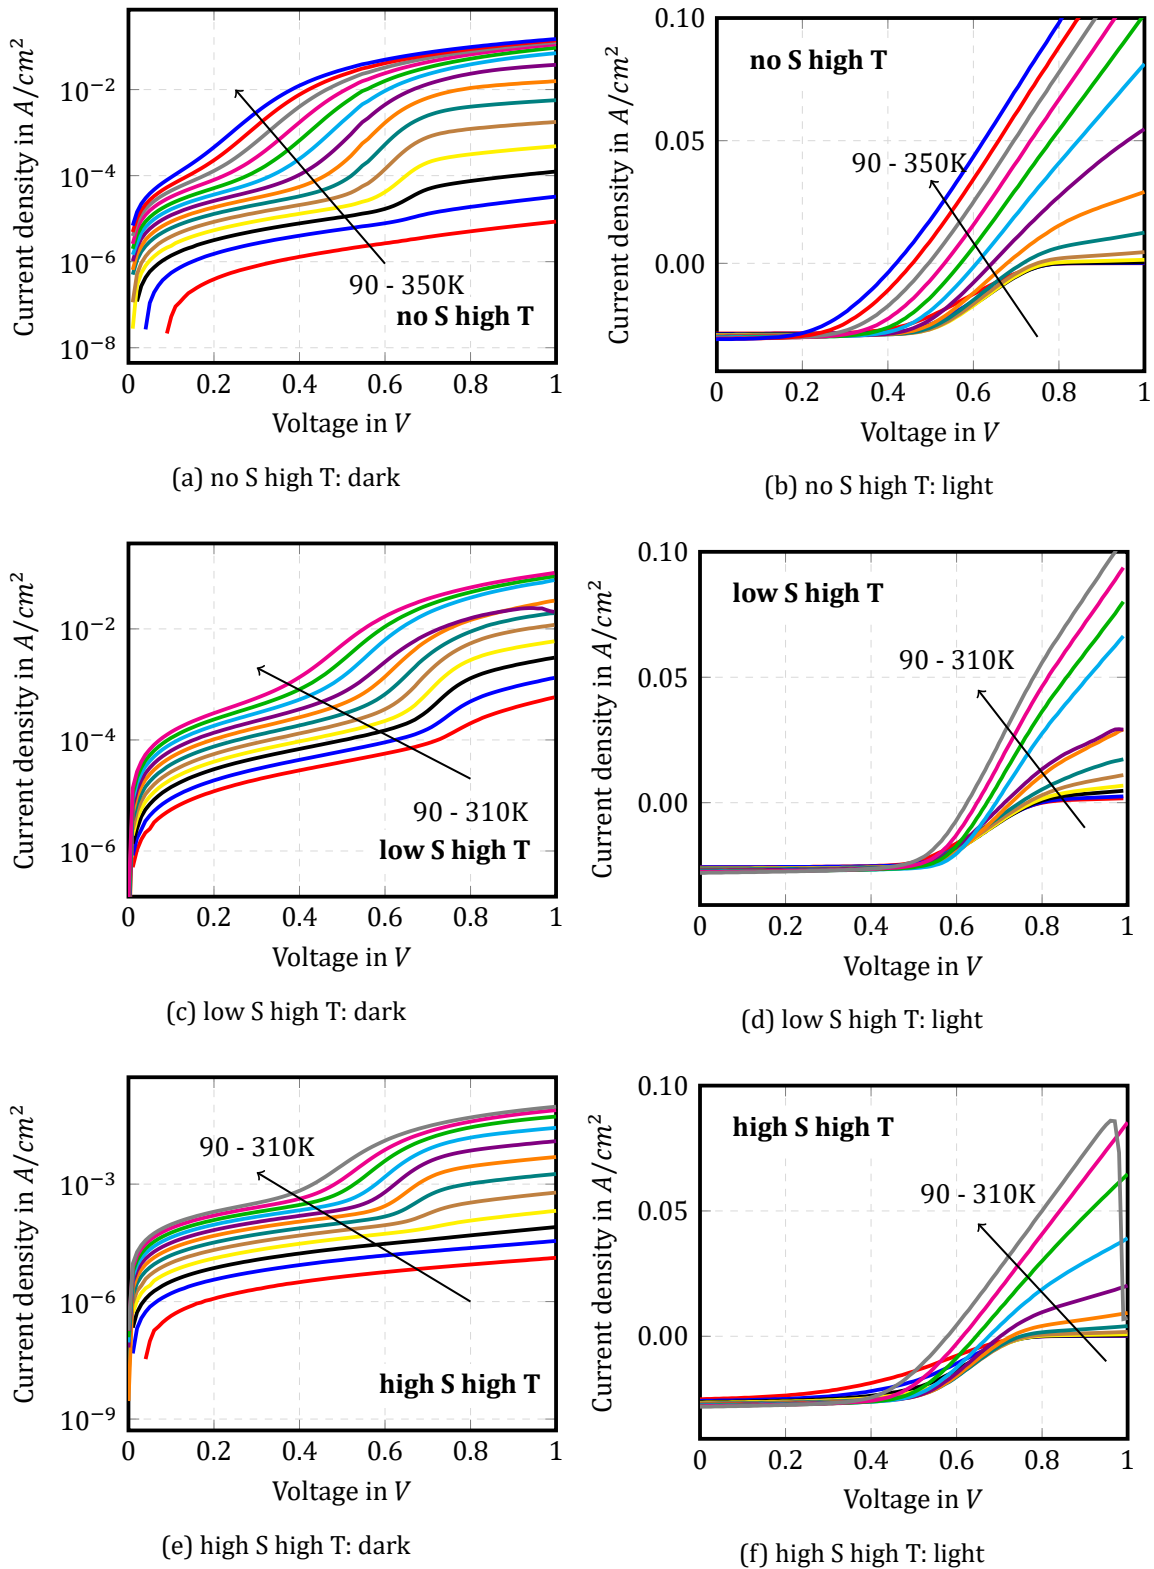 10^{-2}
10^{-4}
10^{-6}
10^{-8}
Current density in A/cm^2
90 - 350K
no S high T
0 0.2 0.4 0.6 0.8 1
Voltage in V
(a) no S high T: dark
0.10
0.05
0.00
Current density in A/cm^2
no S high T
90 - 350K
0 0.2 0.4 0.6 0.8 1
Voltage in V
(b) no S high T: light
10^{-2}
10^{-4}
10^{-6}
Current density in A/cm^2
90 - 310K
low S high T
0 0.2 0.4 0.6 0.8 1
Voltage in V
(c) low S high T: dark
0.10
0.05
0.00
Current density in A/cm^2
low S high T
90 - 310K
0 0.2 0.4 0.6 0.8 1
Voltage in V
(d) low S high T: light
10^{-3}
10^{-6}
10^{-9}
Current density in A/cm^2
90 - 310K
high S high T
0 0.2 0.4 0.6 0.8 1
Voltage in V
(e) high S high T: dark
0.10
0.05
0.00
Current density in A/cm^2
high S high T
90 - 310K
0 0.2 0.4 0.6 0.8 1
Voltage in V
(f) high S high T: light